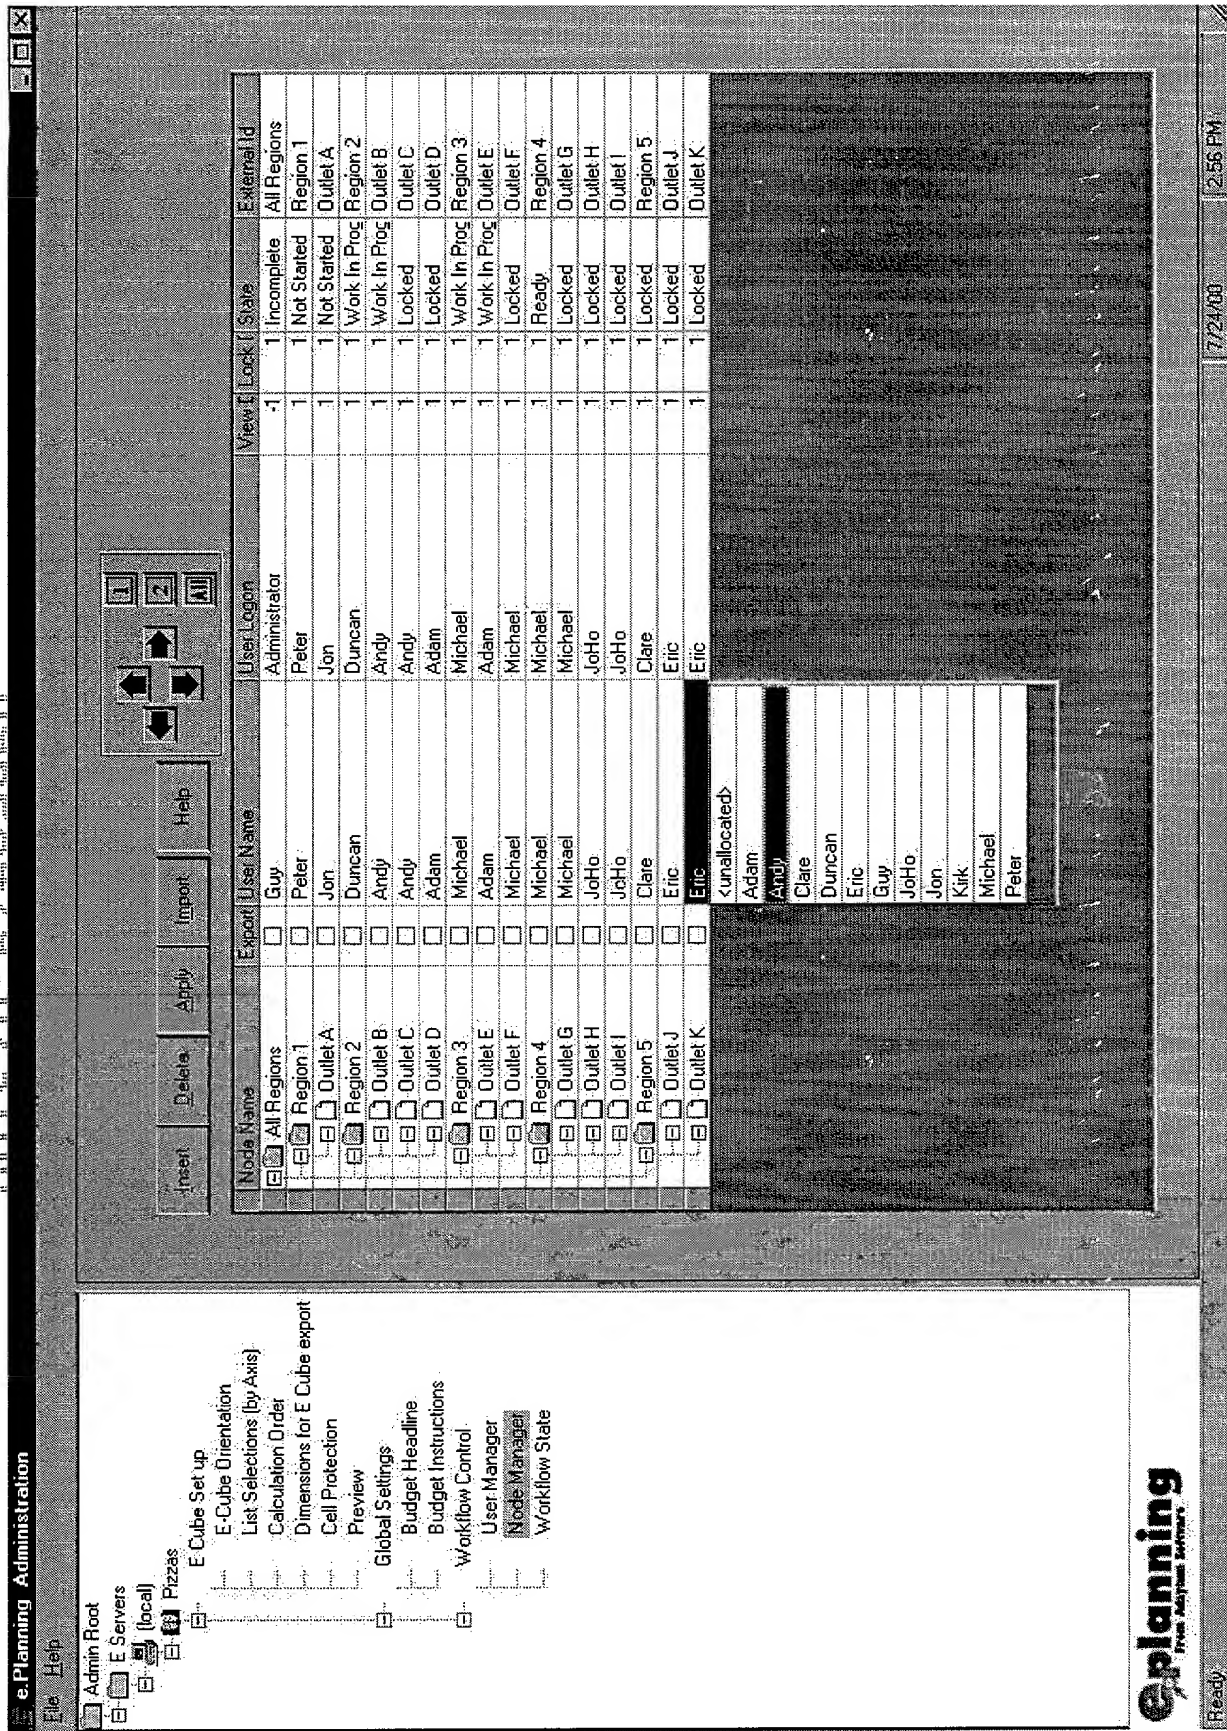 e.Planning Administration
File Help
Admin Root
E Servers
(local)
Pizzas
E-Cube Set up
E-Cube Orientation
List Selections (by Axis)
Calculation Order
Dimensions for E Cube export
Cell Protection
Preview
Global Settings
Budget Headline
Budget Instructions
Workflow Control
User Manager
Node Manager
Workflow State
eplanning
From Adaytum Software
Insert Delete Apply Import Help
1
2
All
Node Name Export User Name User Logon View D Lock D State External Id
All Regions Guy Administrator -1 1 Incomplete All Regions
Region 1 Peter Peter 1 1 Not Started Region 1
Outlet A Jon Jon 1 1 Not Started Outlet A
Region 2 Duncan Duncan 1 1 Work In Prog Region 2
Outlet B Andy Andy 1 1 Work In Prog Outlet B
Outlet C Andy Andy 1 1 Locked Outlet C
Outlet D Adam Adam 1 1 Locked Outlet D
Region 3 Michael Michael 1 1 Work In Prog Region 3
Outlet E Adam Adam 1 1 Work In Prog Outlet E
Outlet F Michael Michael 1 1 Locked Outlet F
Region 4 Michael Michael 1 1 Ready Region 4
Outlet G Michael Michael 1 1 Locked Outlet G
Outlet H JoHo JoHo 1 1 Locked Outlet H
Outlet I JoHo JoHo 1 1 Locked Outlet I
Region 5 Clare Clare 1 1 Locked Region 5
Outlet J Eric Eric 1 1 Locked Outlet J
Outlet K Eric Eric 1 1 Locked Outlet K
<unallocated>
Adam
Andy
Clare
Duncan
Eric
Guy
JoHo
Jon
Kirk
Michael
Peter
Ready 7/24/00 2:56 PM